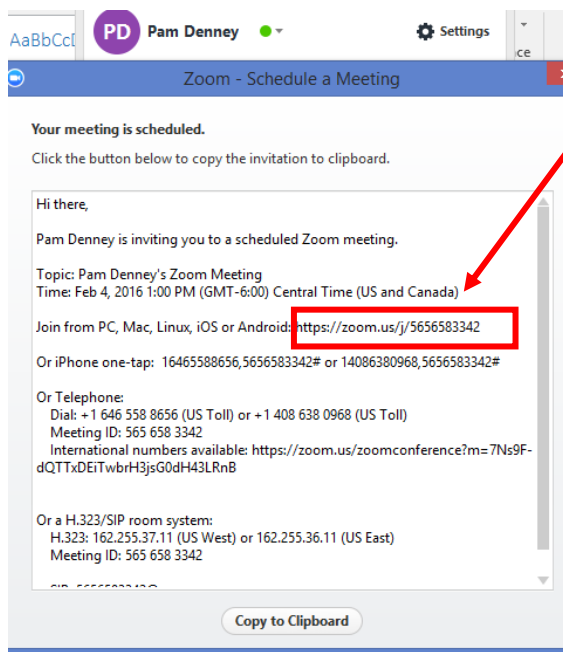 AaBbCcI
PD Pam Denney Settings
ce
Zoom - Schedule a Meeting
Your meeting is scheduled.
Click the button below to copy the invitation to clipboard.
Hi there,
Pam Denney is inviting you to a scheduled Zoom meeting.
Topic: Pam Denney's Zoom Meeting
Time: Feb 4, 2016 1:00 PM (GMT-6:00) Central Time (US and Canada)
Join from PC, Mac, Linux, iOS or Android: https://zoom.us/j/5656583342
Or iPhone one-tap: 16465588656,5656583342# or 14086380968,5656583342#
Or Telephone:
Dial: +1 646 558 8656 (US Toll) or +1 408 638 0968 (US Toll)
Meeting ID: 565 658 3342
International numbers available: https://zoom.us/zoomconference?m=7Ns9F-
dQTTxDEiTwbrH3jsG0dH43LRnB
Or a H.323/SIP room system:
H.323: 162.255.37.11 (US West) or 162.255.36.11 (US East)
Meeting ID: 565 658 3342
Copy to Clipboard